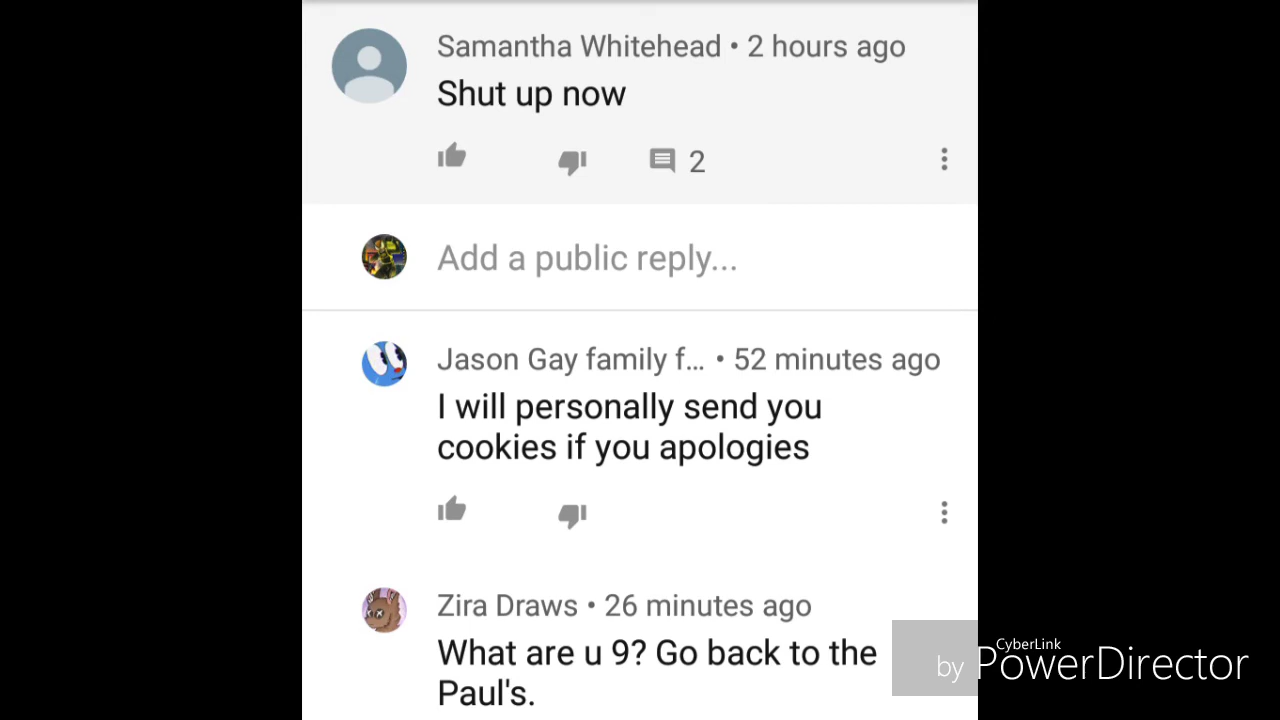 Samantha Whitehead • 2 hours ago
Shut up now
2
Add a public reply...
Jason Gay family f... • 52 minutes ago
I will personally send you
cookies if you apologies
Zira Draws • 26 minutes ago
What are u 9? Go back to the
Paul's.
CyberLink
by PowerDirector